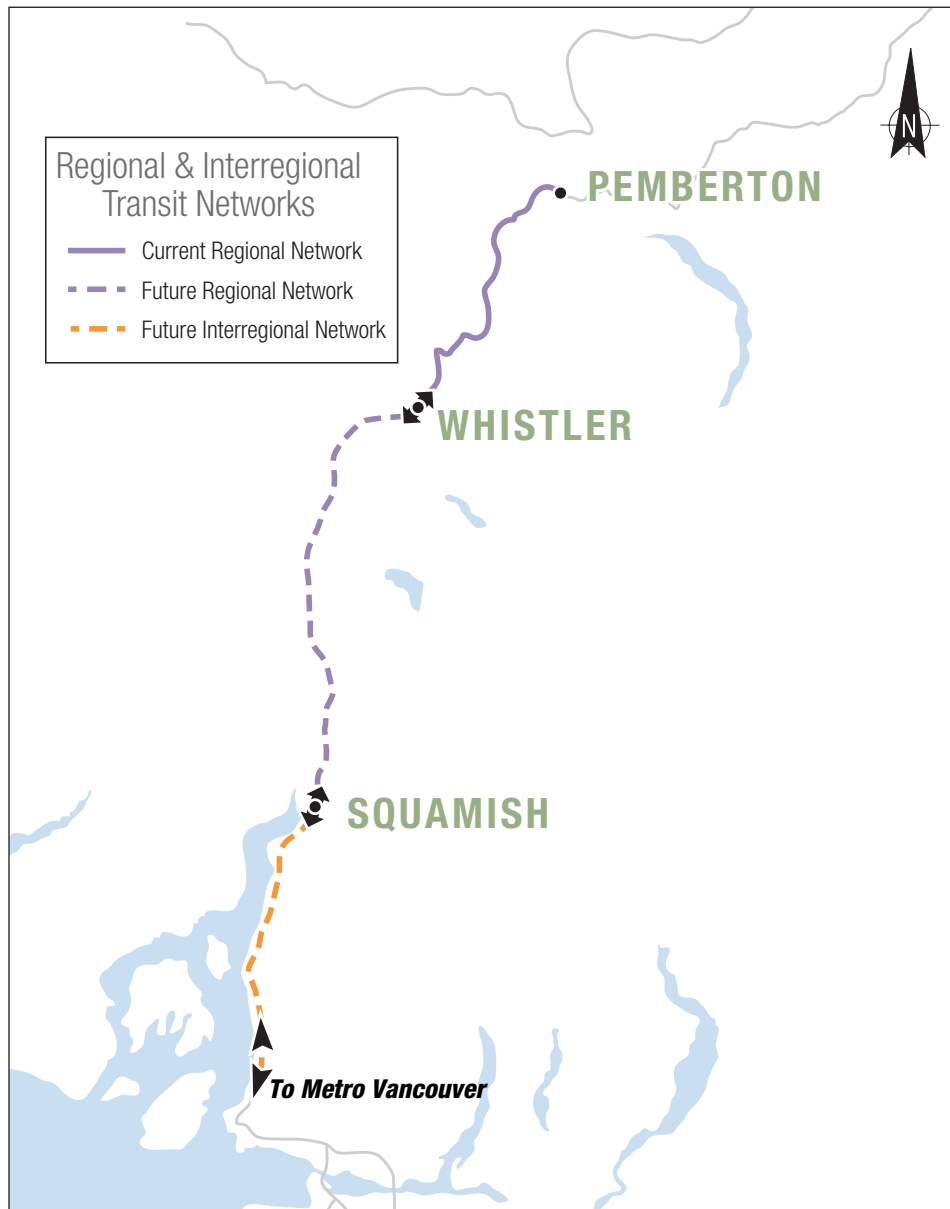 N
Regional & Interregional
Transit Networks
Current Regional Network
Future Regional Network
Future Interregional Network
PEMBERTON
WHISTLER
SQUAMISH
To Metro Vancouver